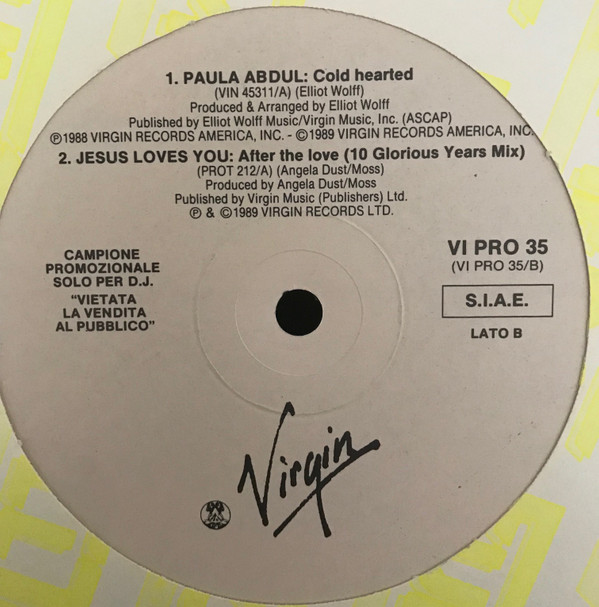 1. PAULA ABDUL: Cold hearted
(VIN 45311/A) (Elliot Wolff)
Produced & Arranged by Elliot Wolff
Published by Elliot Wolff Music/Virgin Music, Inc. (ASCAP)
Ⓟ1988 VIRGIN RECORDS AMERICA, INC. - ©1989 VIRGIN RECORDS AMERICA, INC.
2. JESUS LOVES YOU: After the love (10 Glorious Years Mix)
(PROT 212/A) (Angela Dust/Moss)
Produced by Angela Dust/Moss
Published by Virgin Music (Publishers) Ltd.
Ⓟ & ©1989 VIRGIN RECORDS LTD.
CAMPIONE
PROMOZIONALE
SOLO PER D.J.
"VIETATA
LA VENDITA
AL PUBBLICO"
VI PRO 35
(VI PRO 35/B)
S.I.A.E.
LATO B
Virgin